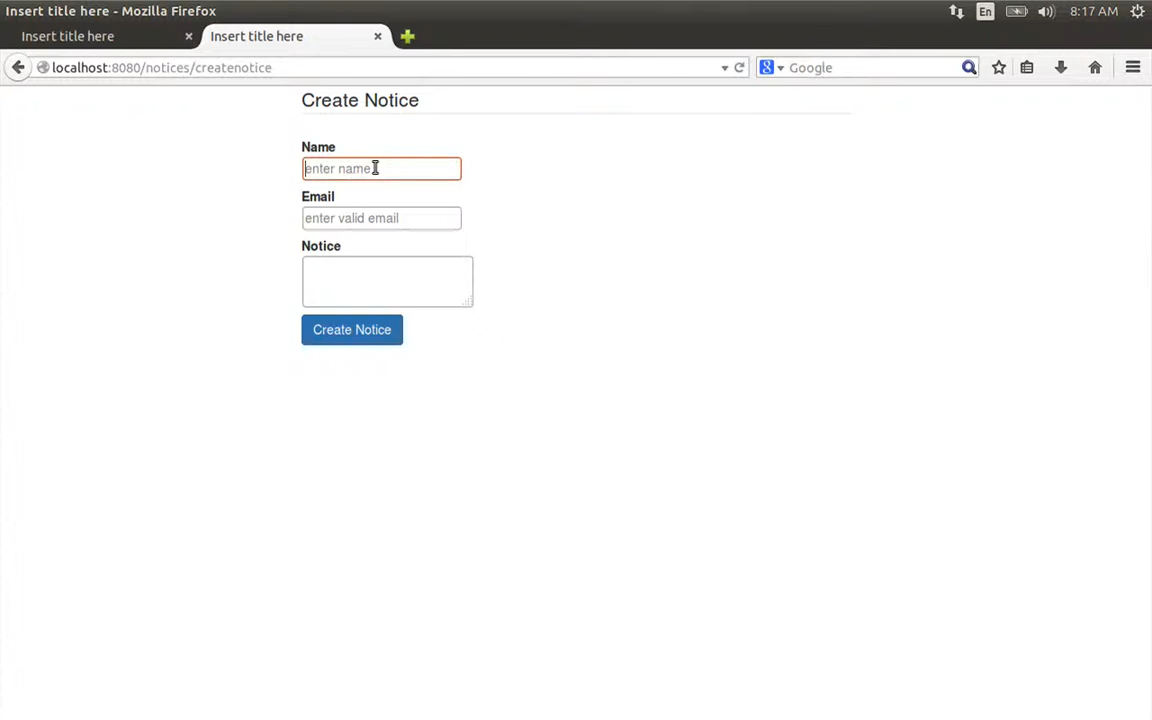 Insert title here - Mozilla Firefox
En
8:17 AM
Insert title here
Insert title here
localhost:8080/notices/createnotice
8
Google
Create Notice
Name
enter name
Email
enter valid email
Notice
Create Notice